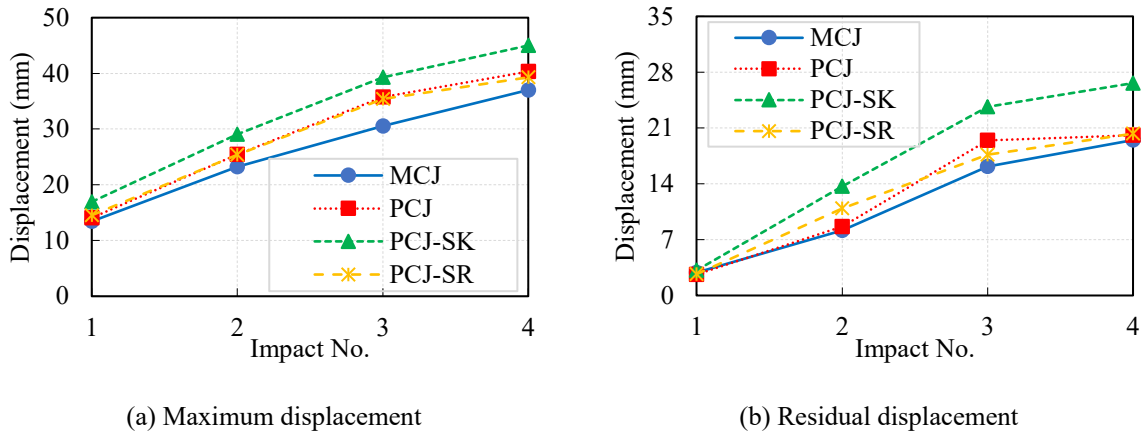 Displacement (mm)
50
40
30
20
10
0
MCJ
PCJ
PCJ-SK
PCJ-SR
1 2 3 4
Impact No.
(a) Maximum displacement
Displacement (mm)
35
28
21
14
7
0
MCJ
PCJ
PCJ-SK
PCJ-SR
1 2 3 4
Impact No.
(b) Residual displacement